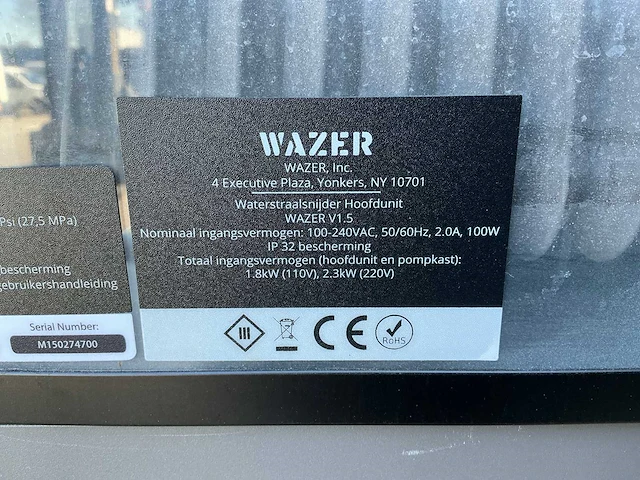 WAZER
WAZER, Inc.
4 Executive Plaza, Yonkers, NY 10701
Waterstraalsnijder Hoofdunit
WAZER V1.5
Nominaal ingangsvermogen: 100-240VAC, 50/60Hz, 2.0A, 100W
IP 32 bescherming
Totaal ingangsvermogen (hoofdunit en pompkast):
1.8kW (110V), 2.3kW (220V)
III
CE
RoHS
Psi (27,5 MPa)
bescherming
gebruikershandleiding
Serial Number:
M150274700